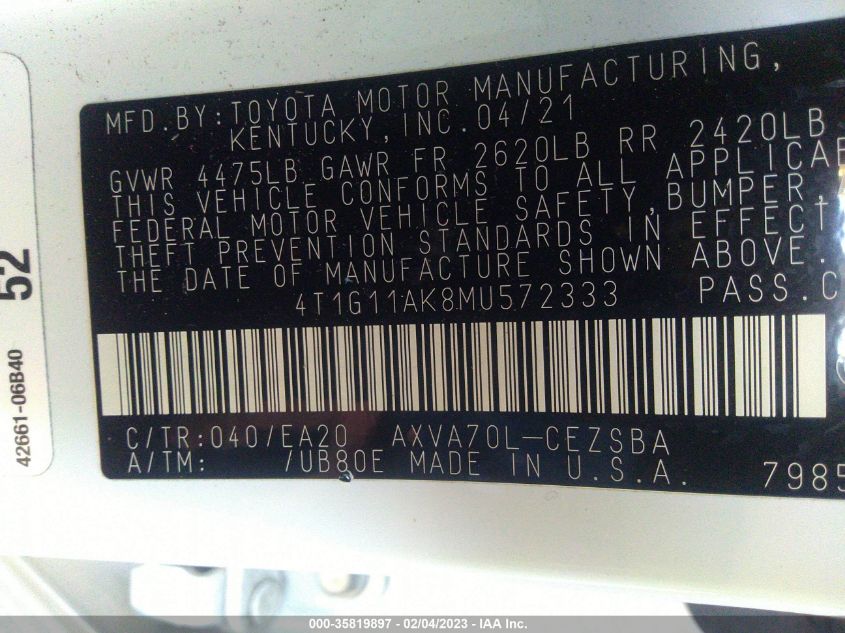 MFD.BY:TOYOTA MOTOR MANUFACTURING,
KENTUCKY,INC.04/21
GVWR 4475LB GAWR FR 2620LB RR 2420LB
THIS VEHICLE CONFORMS TO ALL APPLICAB
FEDERAL MOTOR VEHICLE SAFETY,BUMPER,
THEFT PREVENTION STANDARDS IN EFFECT
THE DATE OF MANUFACTURE SHOWN ABOVE.
4T1G11AK8MU572333 PASS.C
C/TR:040/EA20 AXVA70L-CEZSBA
A/TM: /UB80E MADE IN U.S.A. 7985
52
42661-06B40
000-35819897 - 02/04/2023 - IAA Inc.